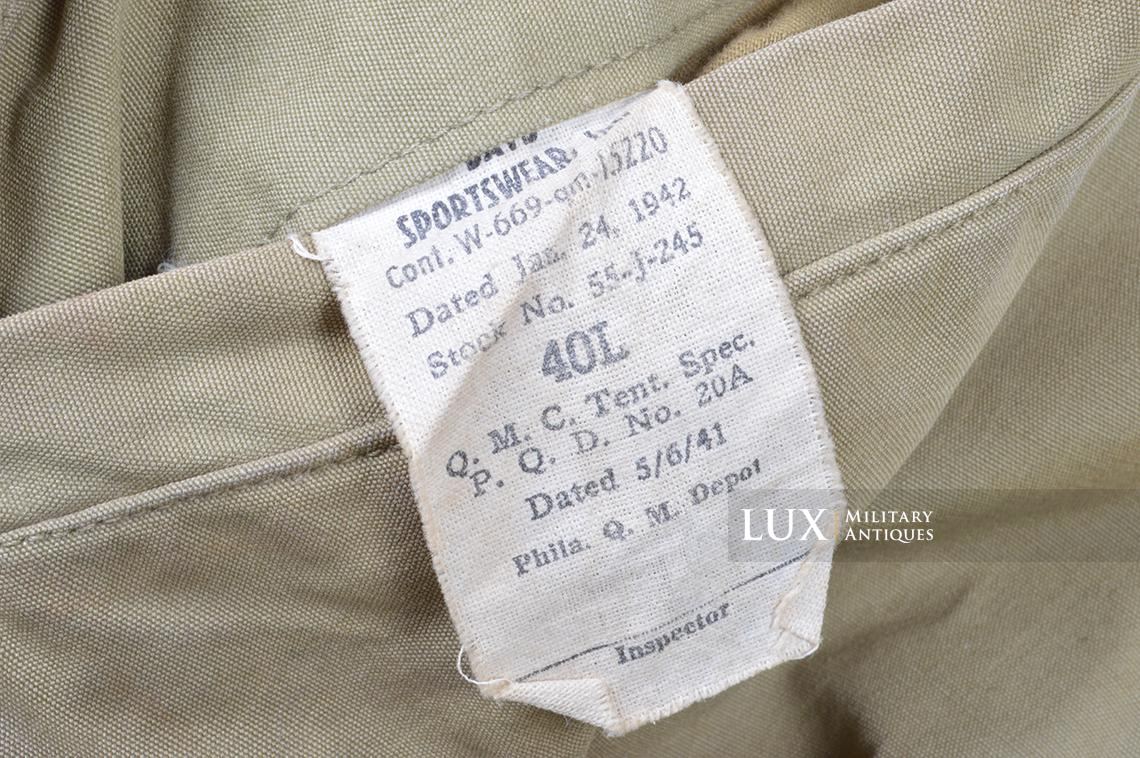 SPORTSWEAR,
Cont. W-669-qm-15220
Dated Jan. 24, 1942
Stock No. 55-J-245
40L
Q. M. C. Tent. Spec.
P. Q. D. No. 20A
Dated 5/6/41
Phila. Q. M. Depot
Inspector
LUX
MILITARY
ANTIQUES